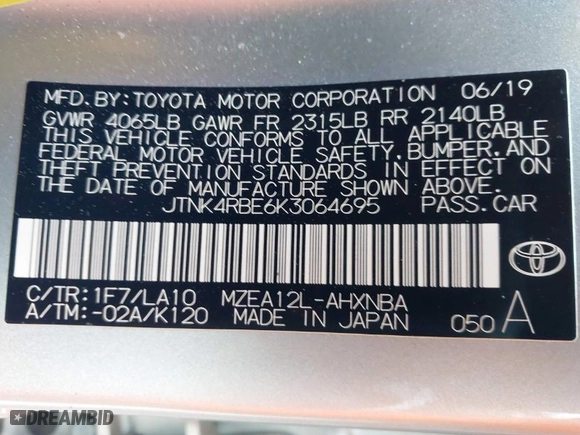 MFD.BY:TOYOTA MOTOR CORPORATION 06/19
GVWR 4065LB GAWR FR 2315LB RR 2140LB
THIS VEHICLE CONFORMS TO ALL APPLICABLE
FEDERAL MOTOR VEHICLE SAFETY,BUMPER,AND
THEFT PREVENTION STANDARDS IN EFFECT ON
THE DATE OF MANUFACTURE SHOWN ABOVE.
JTNK4RBE6K3064695 PASS.CAR
C/TR:1F7/LA10 MZEA12L-AHXNBA
A/TM:-02A/K120 MADE IN JAPAN 050 A
TOYOTA
DREAMBID